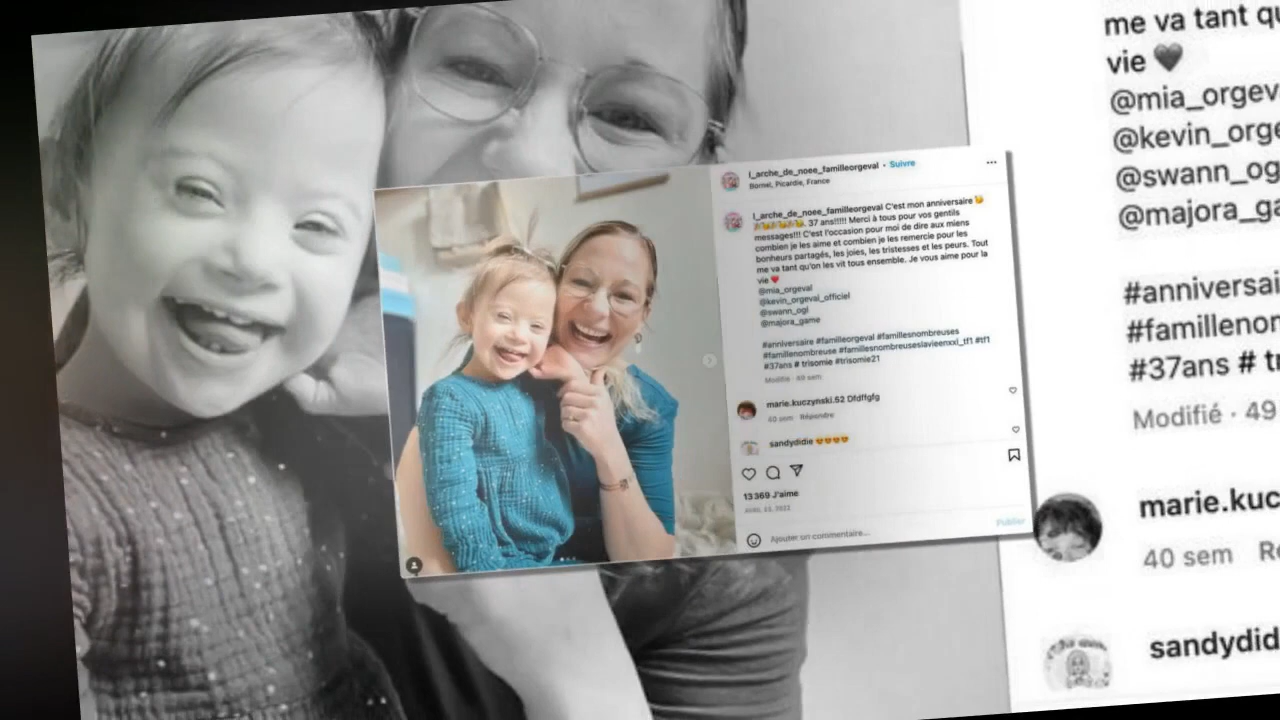 l_arche_de_noee_familleorgeval • Suivre
Bornel, Picardie, France
l_arche_de_noee_familleorgeval C'est mon anniversaire
37 ans!!!!! Merci à tous pour vos gentils
messages!!! C'est l'occasion pour moi de dire aux miens
combien je les aime et combien je les remercie pour les
bonheurs partagés, les joies, les tristesses et les peurs. Tout
me va tant qu'on les vit tous ensemble. Je vous aime pour la
vie ❤️
@mia_orgeval
@kevin_orgeval_officiel
@swann_ogl
@majora_game
#anniversaire #familleorgeval #famillesnombreuses
#famillenombreuse #famillesnombreuseslavieenxxl_tf1 #tf1
#37ans # trisomie #trisomie21
Modifié · 49 sem
marie.kuczynski.52 Dfdffgfg
40 sem Répondre
sandydidie 😍😍😍😍
13 369 J'aime
Ajouter un commentaire...
Publier
me va tant qu
vie 🖤
@mia_orgev
@kevin_orge
@swann_og
@majora_ga
#anniversai
#famillenor
#37ans # tr
Modifié · 49
marie.kuc
40 sem Ré
sandydid